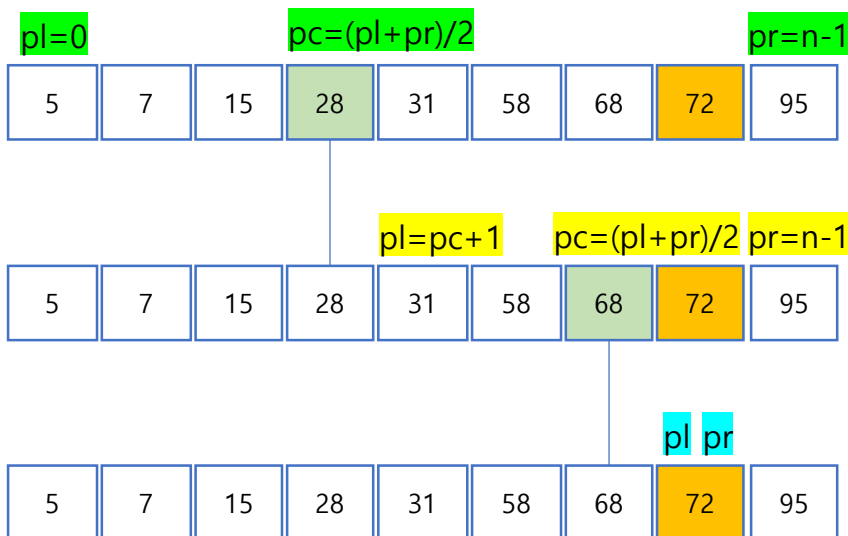 pl=0 pc=(pl+pr)/2 pr=n-1
5 7 15 28 31 58 68 72 95
pl=pc+1 pc=(pl+pr)/2 pr=n-1
5 7 15 28 31 58 68 72 95
pl pr
5 7 15 28 31 58 68 72 95